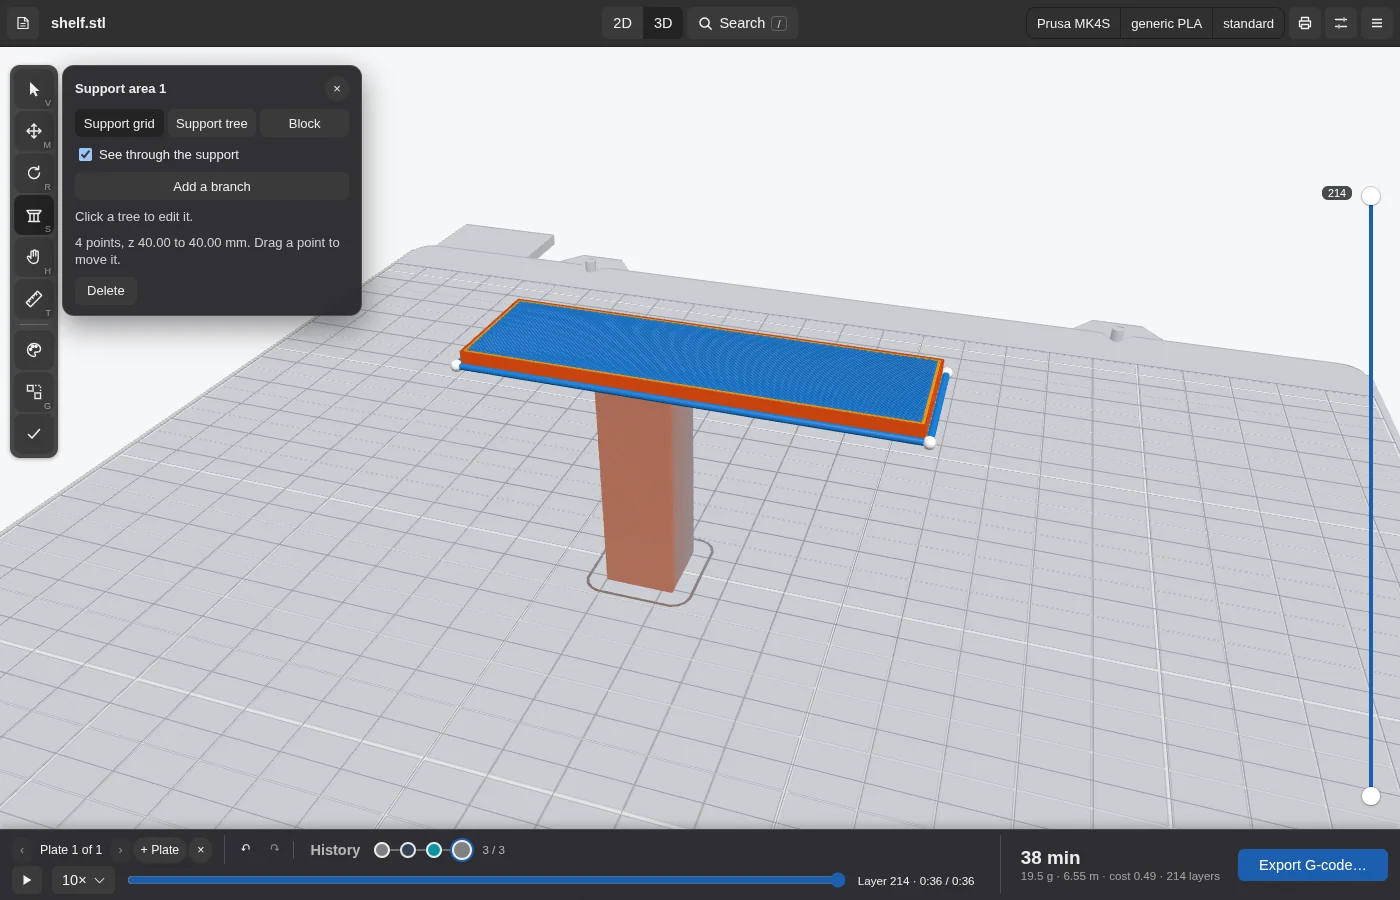 shelf.stl
2D
3D
Search /
Prusa MK4S
generic PLA
standard
V
M
R
S
H
T
G
Support area 1
×
Support grid
Support tree
Block
See through the support
Add a branch
Click a tree to edit it.
4 points, z 40.00 to 40.00 mm. Drag a point to
move it.
Delete
214
‹ Plate 1 of 1 ›
+ Plate
×
History
3 / 3
10×
Layer 214 · 0:36 / 0:36
38 min
19.5 g · 6.55 m · cost 0.49 · 214 layers
Export G-code…